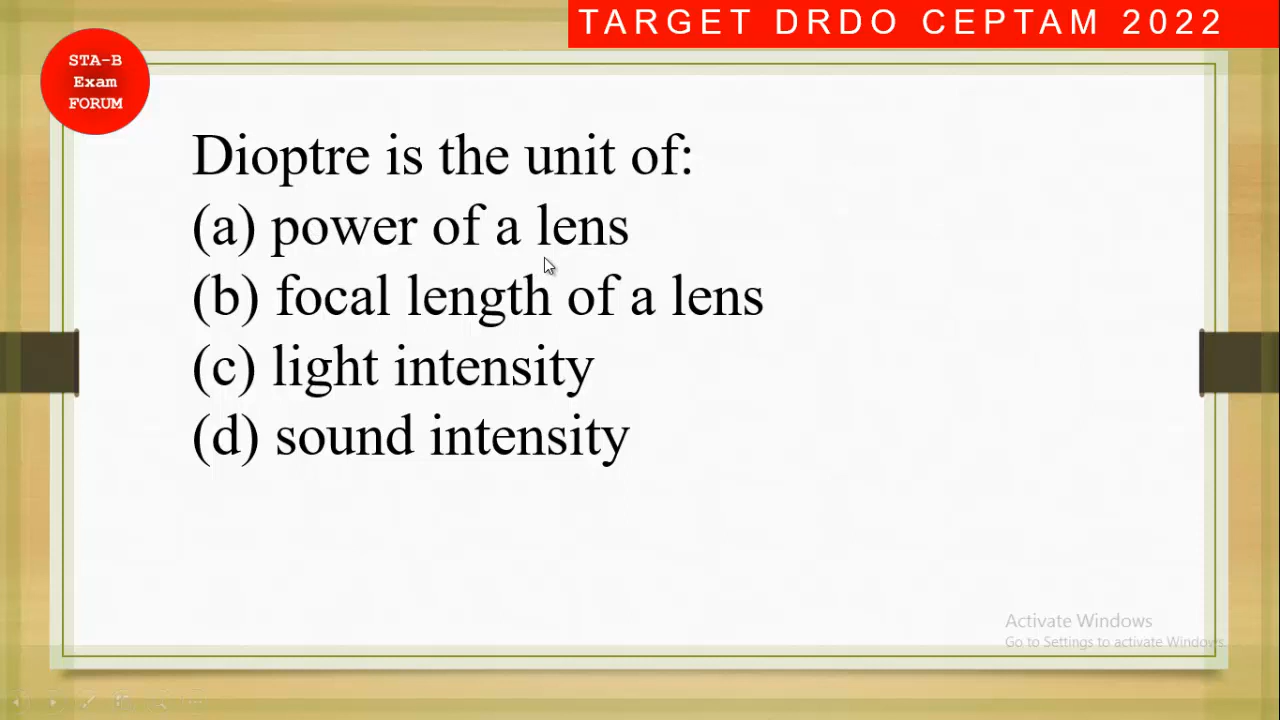 TARGET DRDO CEPTAM 2022
STA-B
Exam
FORUM
Dioptre is the unit of:
(a) power of a lens
(b) focal length of a lens
(c) light intensity
(d) sound intensity
Activate Windows
Go to Settings to activate Windows.